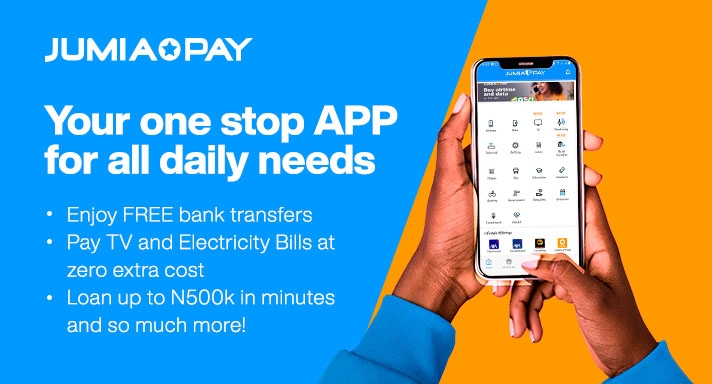 JUMIA PAY
Your one stop APP
for all daily needs
• Enjoy FREE bank transfers
• Pay TV and Electricity Bills at
zero extra cost
• Loan up to N500k in minutes
and so much more!
JUMIA PAY
Buy airtime
and data